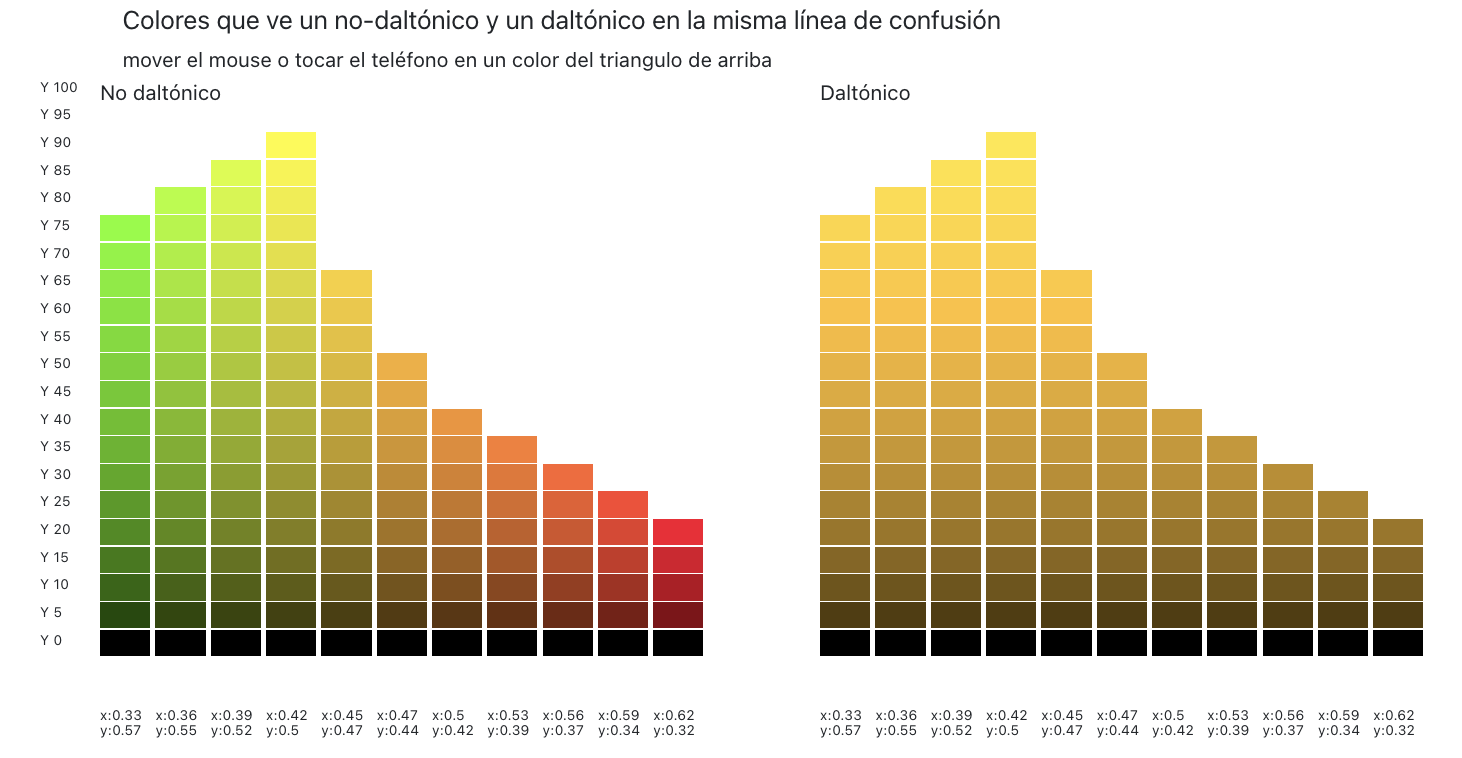 Colores que ve un no-daltónico y un daltónico en la misma línea de confusión
mover el mouse o tocar el teléfono en un color del triangulo de arriba
No daltónico
Daltónico
Y 100
Y 95
Y 90
Y 85
Y 80
Y 75
Y 70
Y 65
Y 60
Y 55
Y 50
Y 45
Y 40
Y 35
Y 30
Y 25
Y 20
Y 15
Y 10
Y 5
Y 0
x:0.33 x:0.36 x:0.39 x:0.42 x:0.45 x:0.47 x:0.5 x:0.53 x:0.56 x:0.59 x:0.62
y:0.57 y:0.55 y:0.52 y:0.5 y:0.47 y:0.44 y:0.42 y:0.39 y:0.37 y:0.34 y:0.32
x:0.33 x:0.36 x:0.39 x:0.42 x:0.45 x:0.47 x:0.5 x:0.53 x:0.56 x:0.59 x:0.62
y:0.57 y:0.55 y:0.52 y:0.5 y:0.47 y:0.44 y:0.42 y:0.39 y:0.37 y:0.34 y:0.32